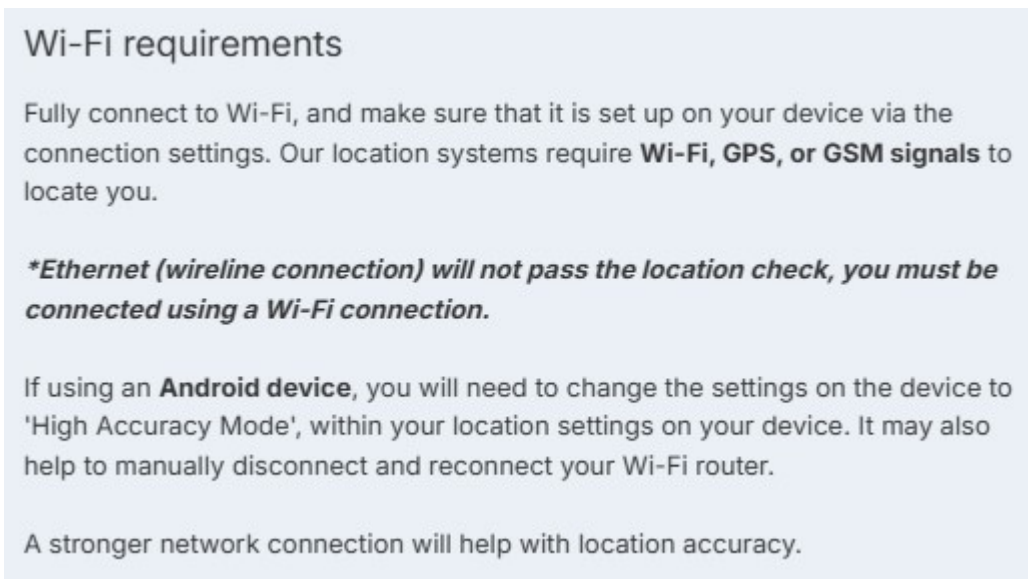 Wi-Fi requirements
Fully connect to Wi-Fi, and make sure that it is set up on your device via the
connection settings. Our location systems require Wi-Fi, GPS, or GSM signals to
locate you.
*Ethernet (wireline connection) will not pass the location check, you must be
connected using a Wi-Fi connection.
If using an Android device, you will need to change the settings on the device to
'High Accuracy Mode', within your location settings on your device. It may also
help to manually disconnect and reconnect your Wi-Fi router.
A stronger network connection will help with location accuracy.